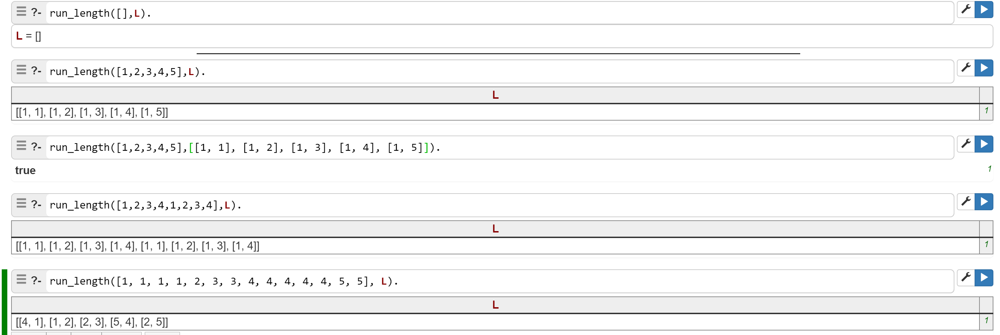 ?- run_length([],L).
L = []
?- run_length([1,2,3,4,5],L).
L
[[1, 1], [1, 2], [1, 3], [1, 4], [1, 5]] 1
?- run_length([1,2,3,4,5],[[1, 1], [1, 2], [1, 3], [1, 4], [1, 5]]).
true 1
?- run_length([1,2,3,4,1,2,3,4],L).
L
[[1, 1], [1, 2], [1, 3], [1, 4], [1, 1], [1, 2], [1, 3], [1, 4]] 1
?- run_length([1, 1, 1, 1, 2, 3, 3, 4, 4, 4, 4, 4, 5, 5], L).
L
[[4, 1], [1, 2], [2, 3], [5, 4], [2, 5]] 1